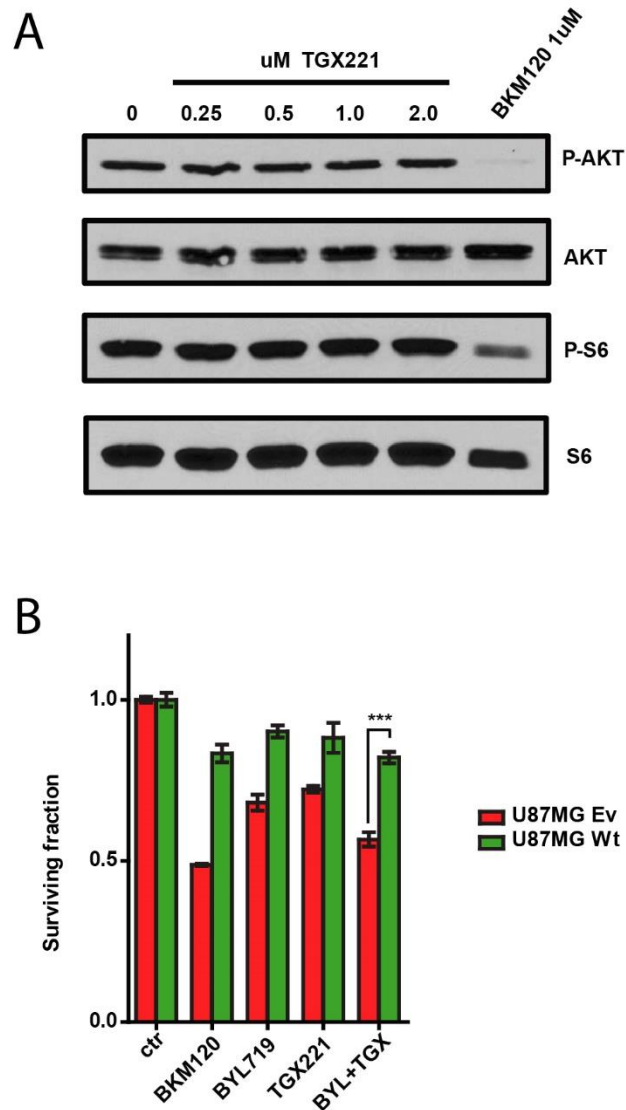 A
uM TGX221
BKM120 1uM
0 0.25 0.5 1.0 2.0
P-AKT
AKT
P-S6
S6
B
1.0
0.5
0.0
Surviving fraction
***
U87MG Ev
U87MG Wt
ctr
BKM120
BYL719
TGX221
BYL+TGX